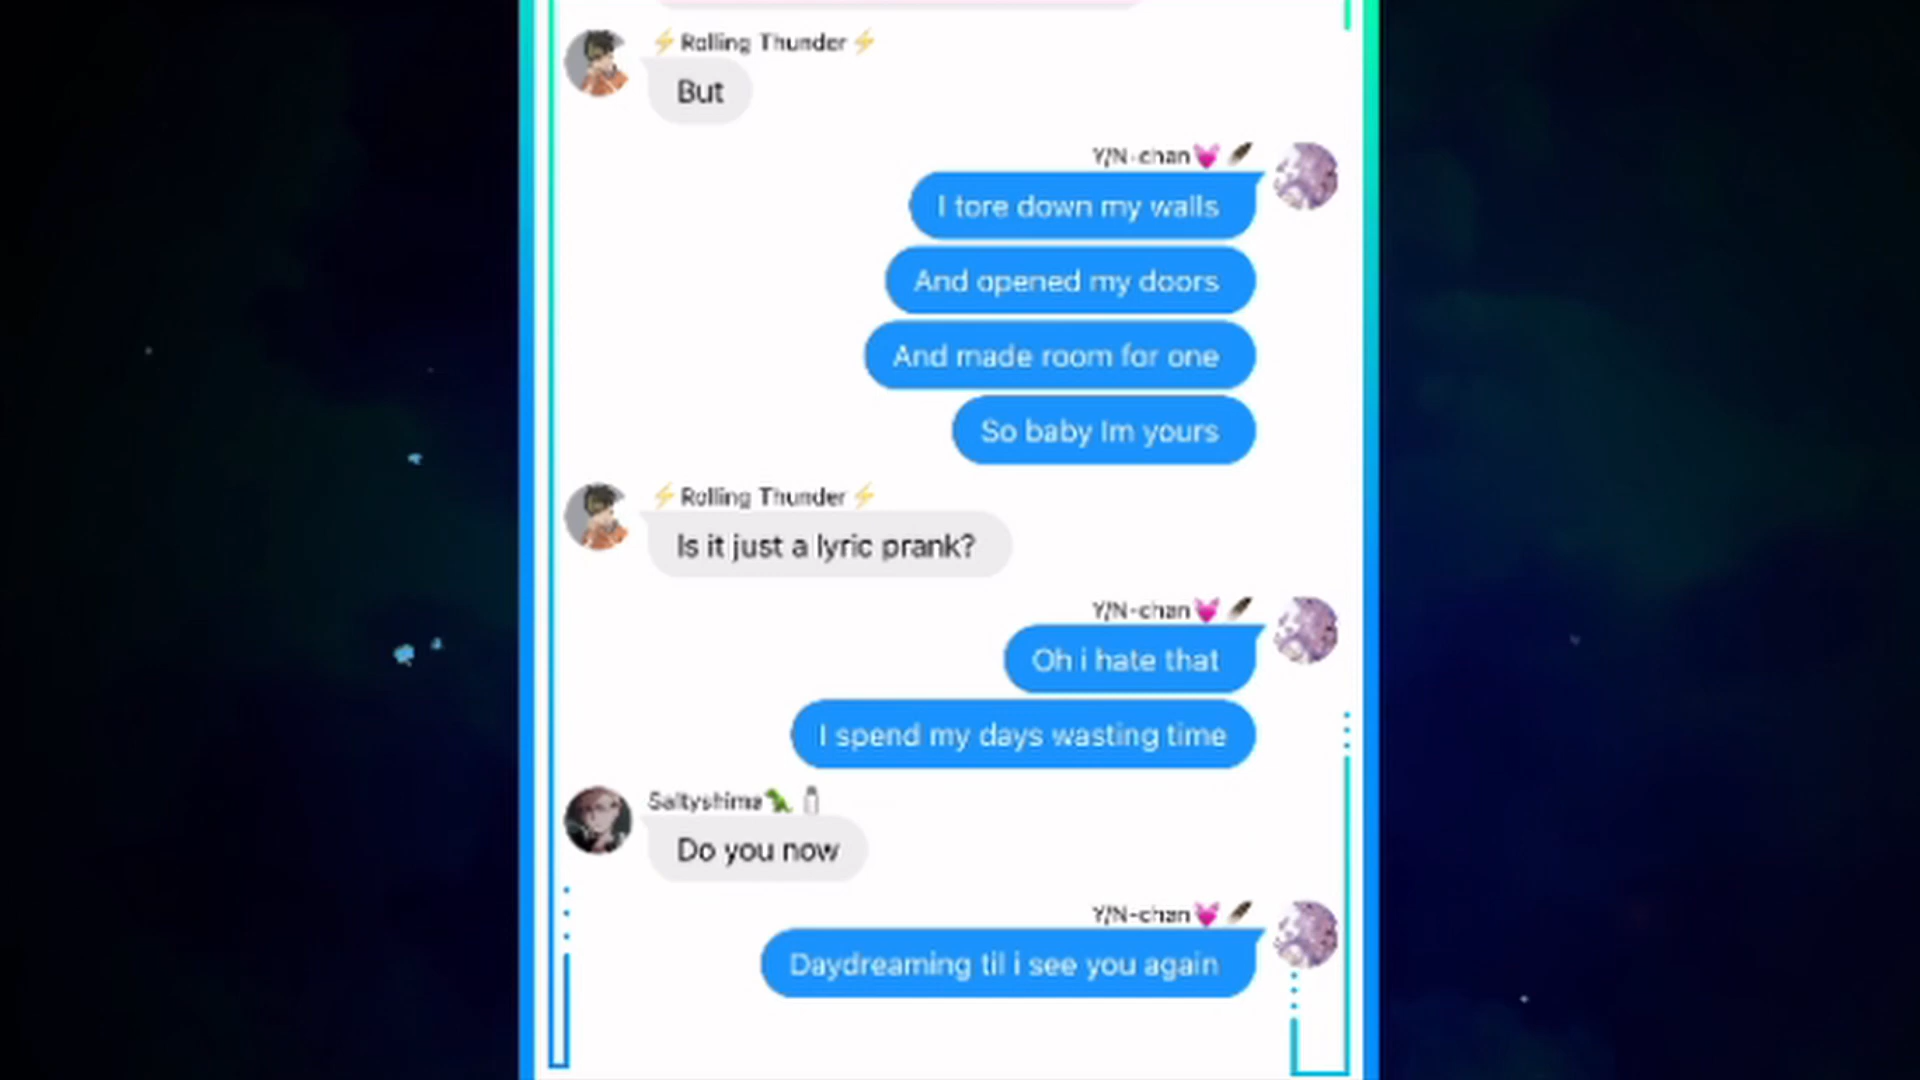 ⚡Rolling Thunder⚡
But
Y/N-chan💓🪶
I tore down my walls
And opened my doors
And made room for one
So baby Im yours
⚡Rolling Thunder⚡
Is it just a lyric prank?
Y/N-chan💓🪶
Oh i hate that
I spend my days wasting time
Saltyshima🦖🧂
Do you now
Y/N-chan💓🪶
Daydreaming til i see you again